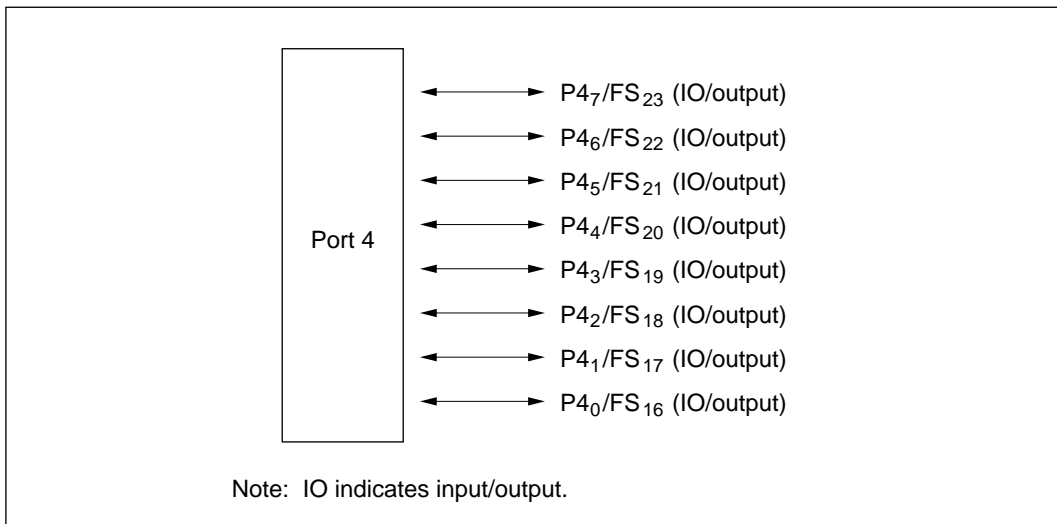 P4₇/FS₂₃ (IO/output)
P4₆/FS₂₂ (IO/output)
P4₅/FS₂₁ (IO/output)
P4₄/FS₂₀ (IO/output)
Port 4
P4₃/FS₁₉ (IO/output)
P4₂/FS₁₈ (IO/output)
P4₁/FS₁₇ (IO/output)
P4₀/FS₁₆ (IO/output)
Note: IO indicates input/output.